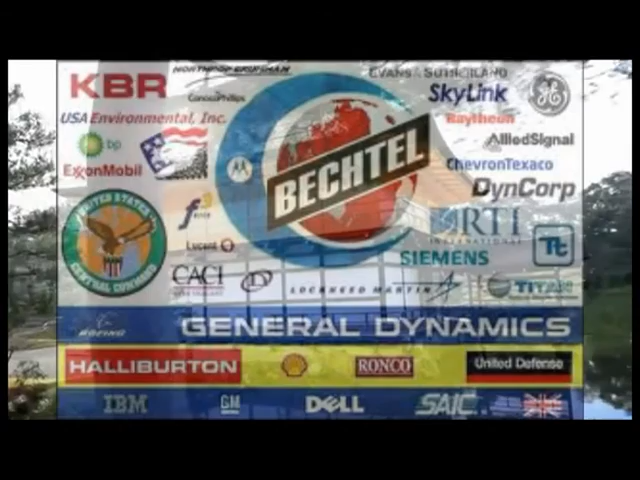 KBR
NORTHROP GRUMMAN
EVANS & SUTHERLAND
ConocoPhillips
SkyLink
GE
USA Environmental, Inc.
Raytheon
bp
AlliedSignal
ExxonMobil
BECHTEL
ChevronTexaco
DynCorp
UNITED STATES
CENTRAL COMMAND
RTI
INTERNATIONAL
Lucent
SIEMENS
Tt
CACI
LOCKHEED MARTIN
TITAN
BOEING
GENERAL DYNAMICS
HALLIBURTON
RONCO
United Defense
IBM
GM
DELL
SAIC